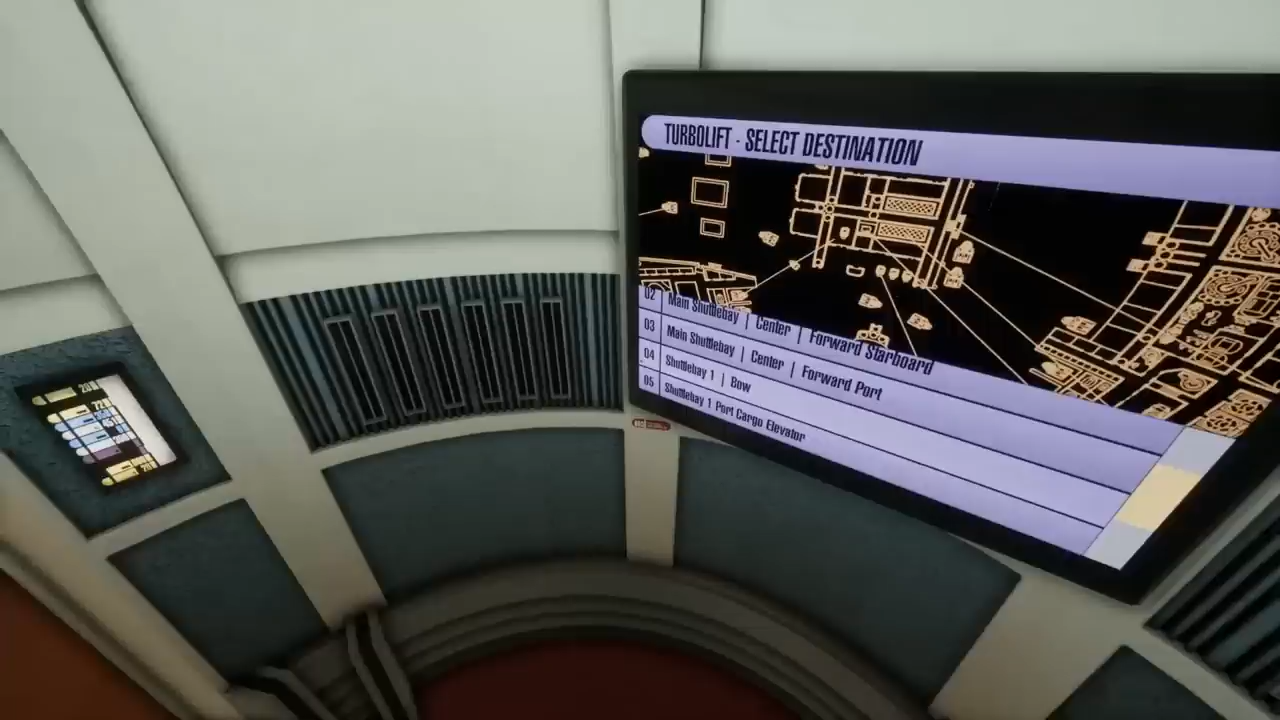 TURBOLIFT - SELECT DESTINATION
02 | Main Shuttlebay | Center | Forward Starboard
03 | Main Shuttlebay | Center | Forward Port
04 | Shuttlebay 1 | Bow
05 | Shuttlebay 1 Port Cargo Elevator